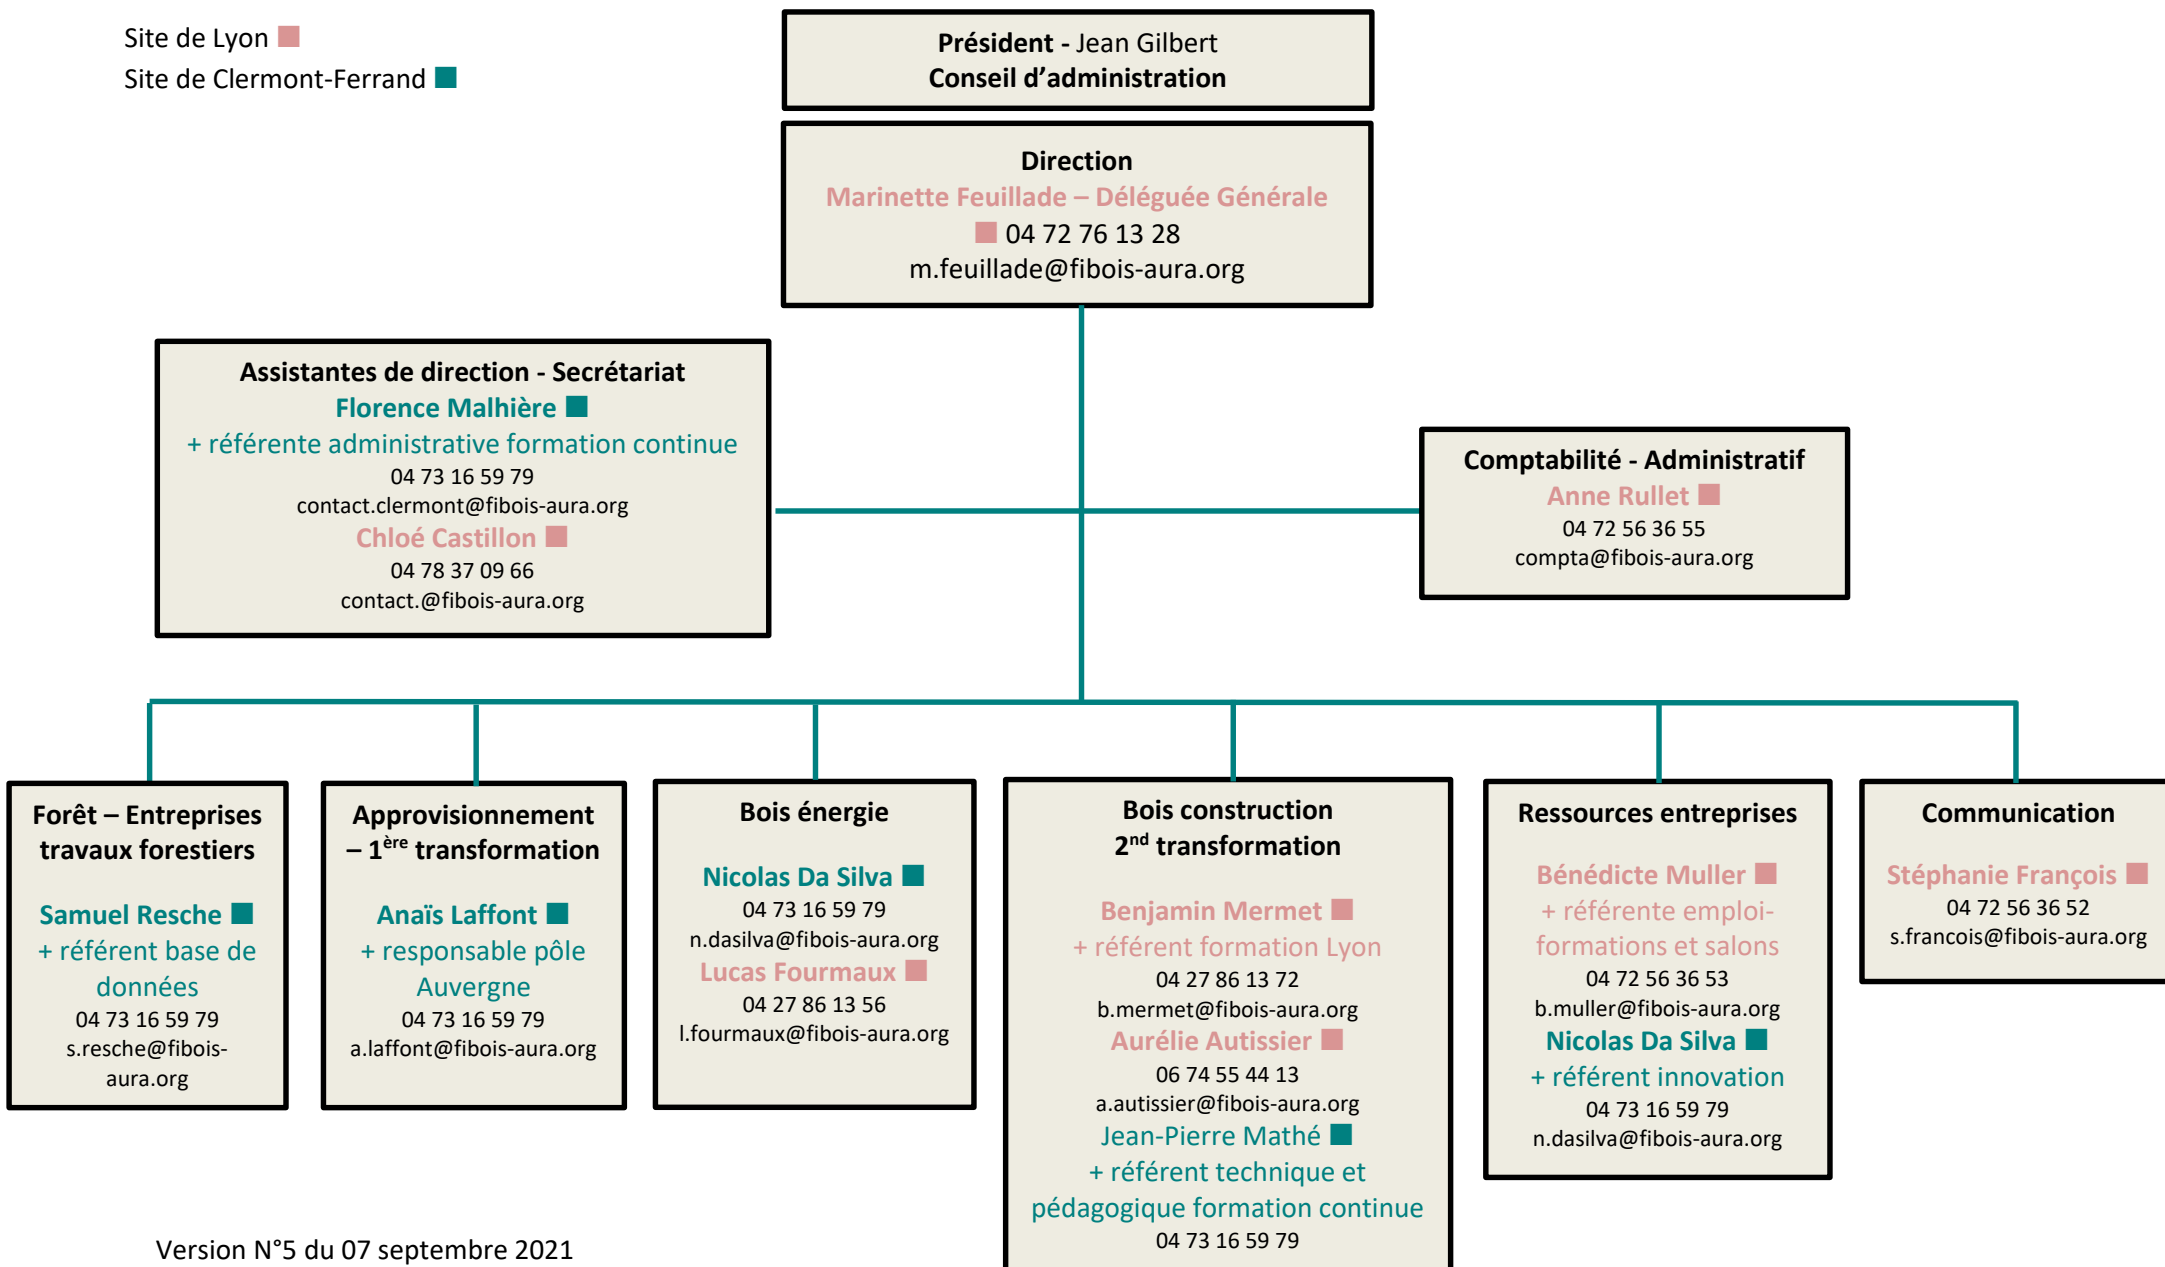 Site de Lyon
Site de Clermont-Ferrand
Président - Jean Gilbert
Conseil d’administration
Direction
Marinette Feuillade – Déléguée Générale
04 72 76 13 28
m.feuillade@fibois-aura.org
Assistantes de direction - Secrétariat
Florence Malhière
+ référente administrative formation continue
04 73 16 59 79
contact.clermont@fibois-aura.org
Chloé Castillon
04 78 37 09 66
contact.@fibois-aura.org
Comptabilité - Administratif
Anne Rullet
04 72 56 36 55
compta@fibois-aura.org
Forêt – Entreprises
travaux forestiers
Samuel Resche
+ référent base de
données
04 73 16 59 79
s.resche@fibois-
aura.org
Approvisionnement
– 1ère transformation
Anaïs Laffont
+ responsable pôle
Auvergne
04 73 16 59 79
a.laffont@fibois-aura.org
Bois énergie
Nicolas Da Silva
04 73 16 59 79
n.dasilva@fibois-aura.org
Lucas Fourmaux
04 27 86 13 56
l.fourmaux@fibois-aura.org
Bois construction
2nd transformation
Benjamin Mermet
+ référent formation Lyon
04 27 86 13 72
b.mermet@fibois-aura.org
Aurélie Autissier
06 74 55 44 13
a.autissier@fibois-aura.org
Jean-Pierre Mathé
+ référent technique et
pédagogique formation continue
04 73 16 59 79
Ressources entreprises
Bénédicte Muller
+ référente emploi-
formations et salons
04 72 56 36 53
b.muller@fibois-aura.org
Nicolas Da Silva
+ référent innovation
04 73 16 59 79
n.dasilva@fibois-aura.org
Communication
Stéphanie François
04 72 56 36 52
s.francois@fibois-aura.org
Version N°5 du 07 septembre 2021